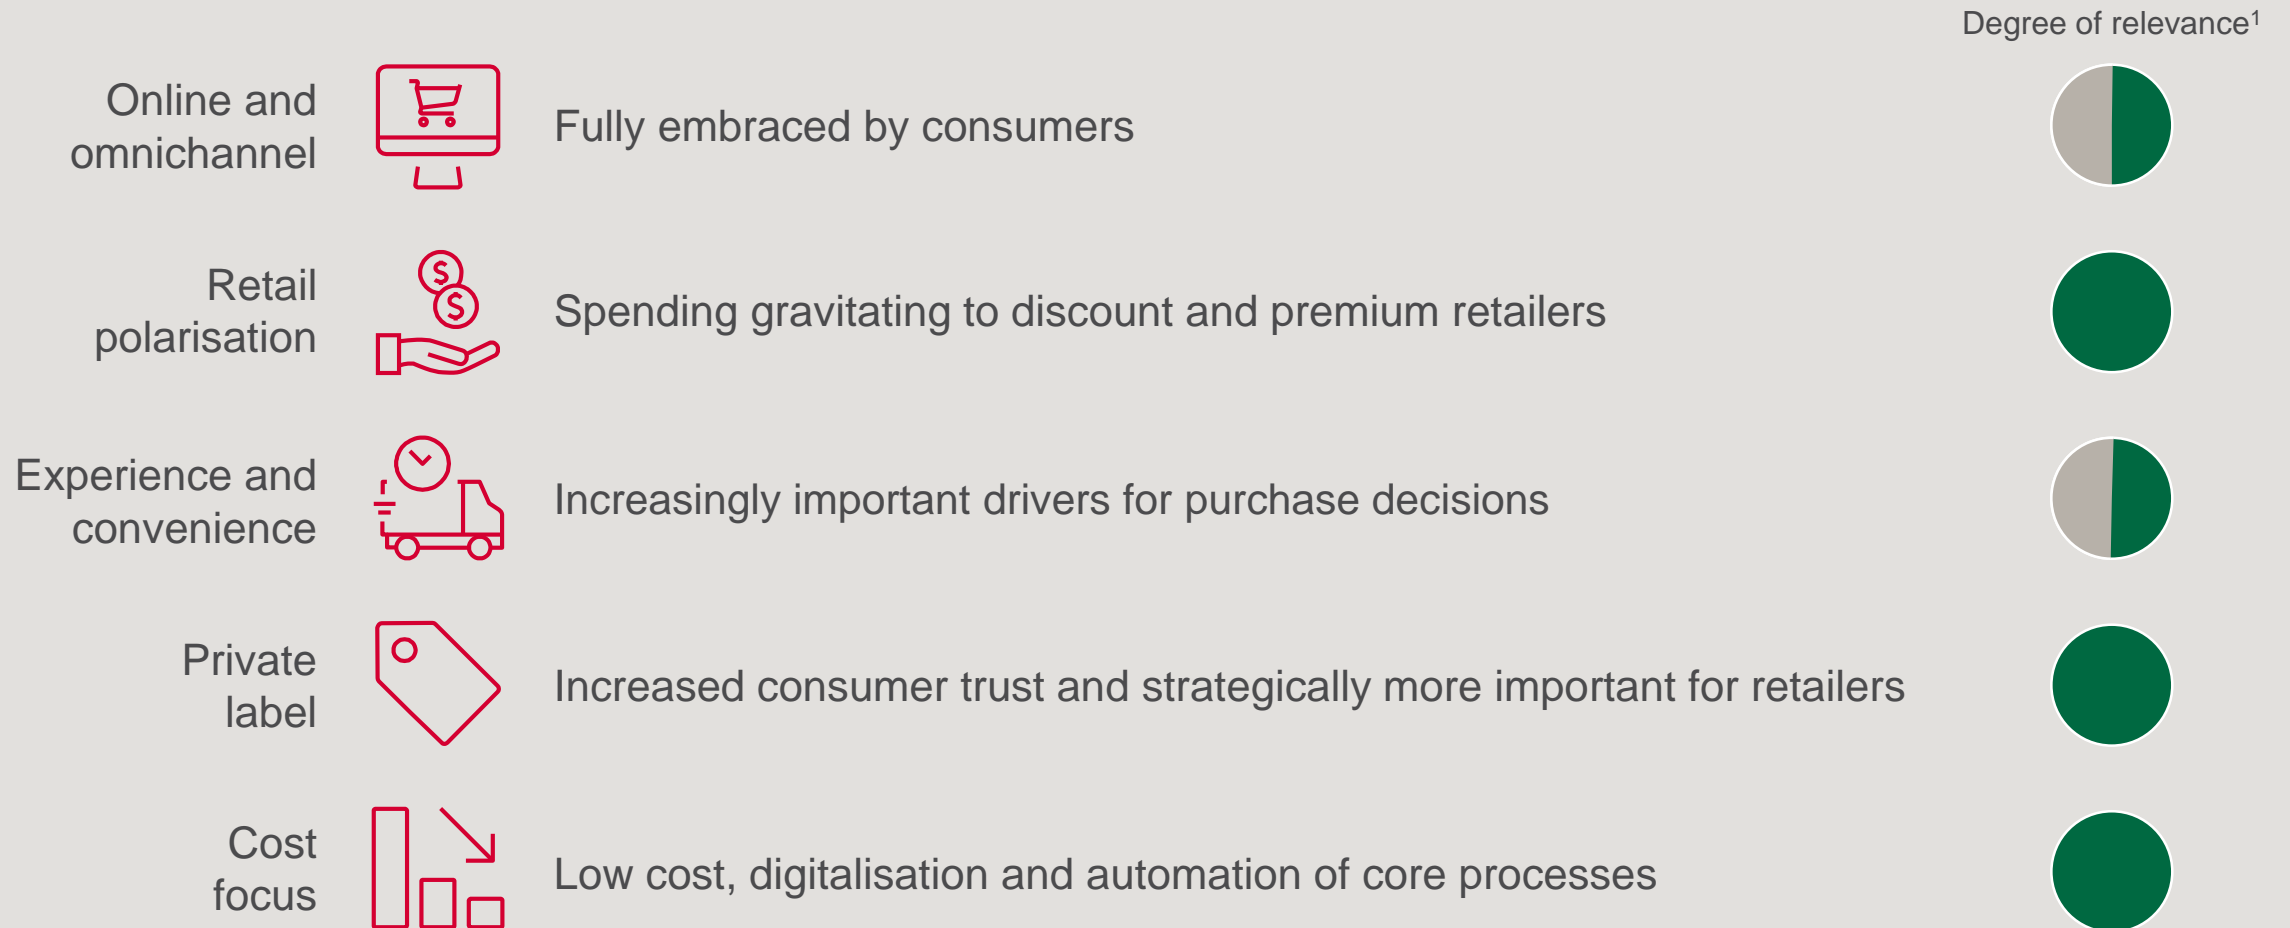 Degree of relevance¹
Online and
omnichannel
Fully embraced by consumers
Retail
polarisation
$
$
Spending gravitating to discount and premium retailers
Experience and
convenience
Increasingly important drivers for purchase decisions
Private
label
Increased consumer trust and strategically more important for retailers
Cost
focus
Low cost, digitalisation and automation of core processes